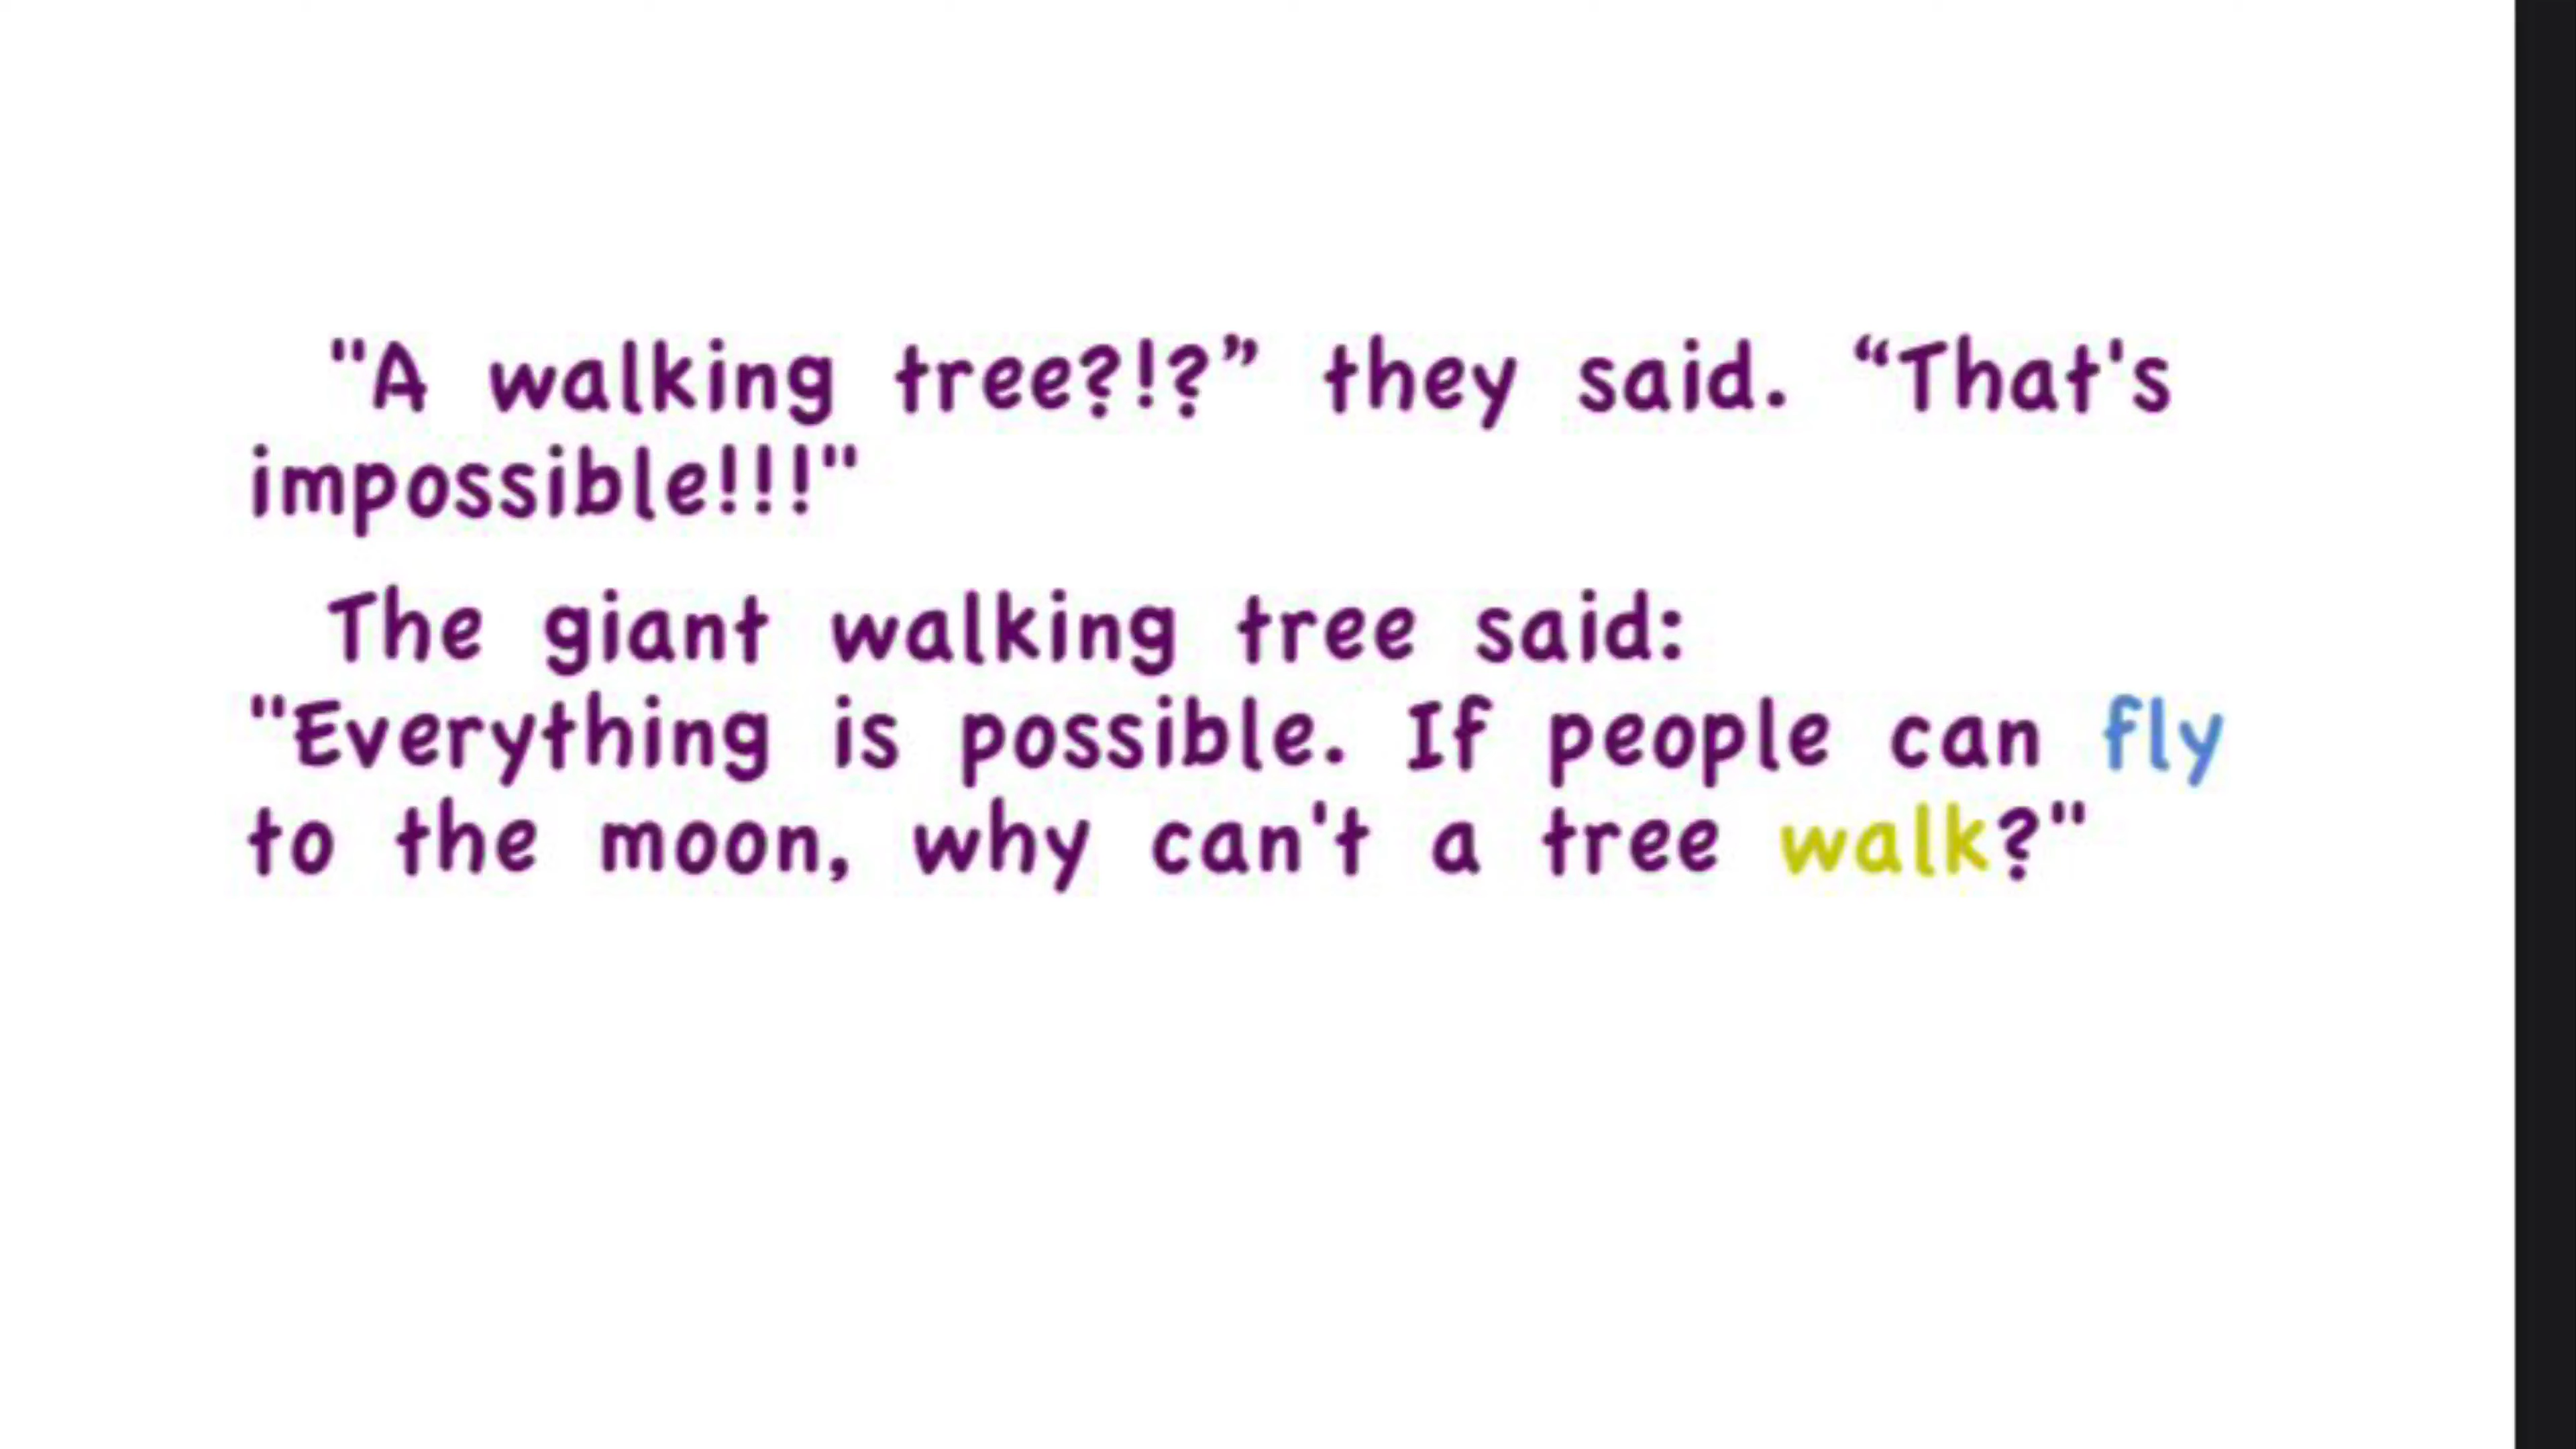 "A walking tree?!?” they said. “That's
impossible!!!"
The giant walking tree said:
"Everything is possible. If people can fly
to the moon, why can't a tree walk?"